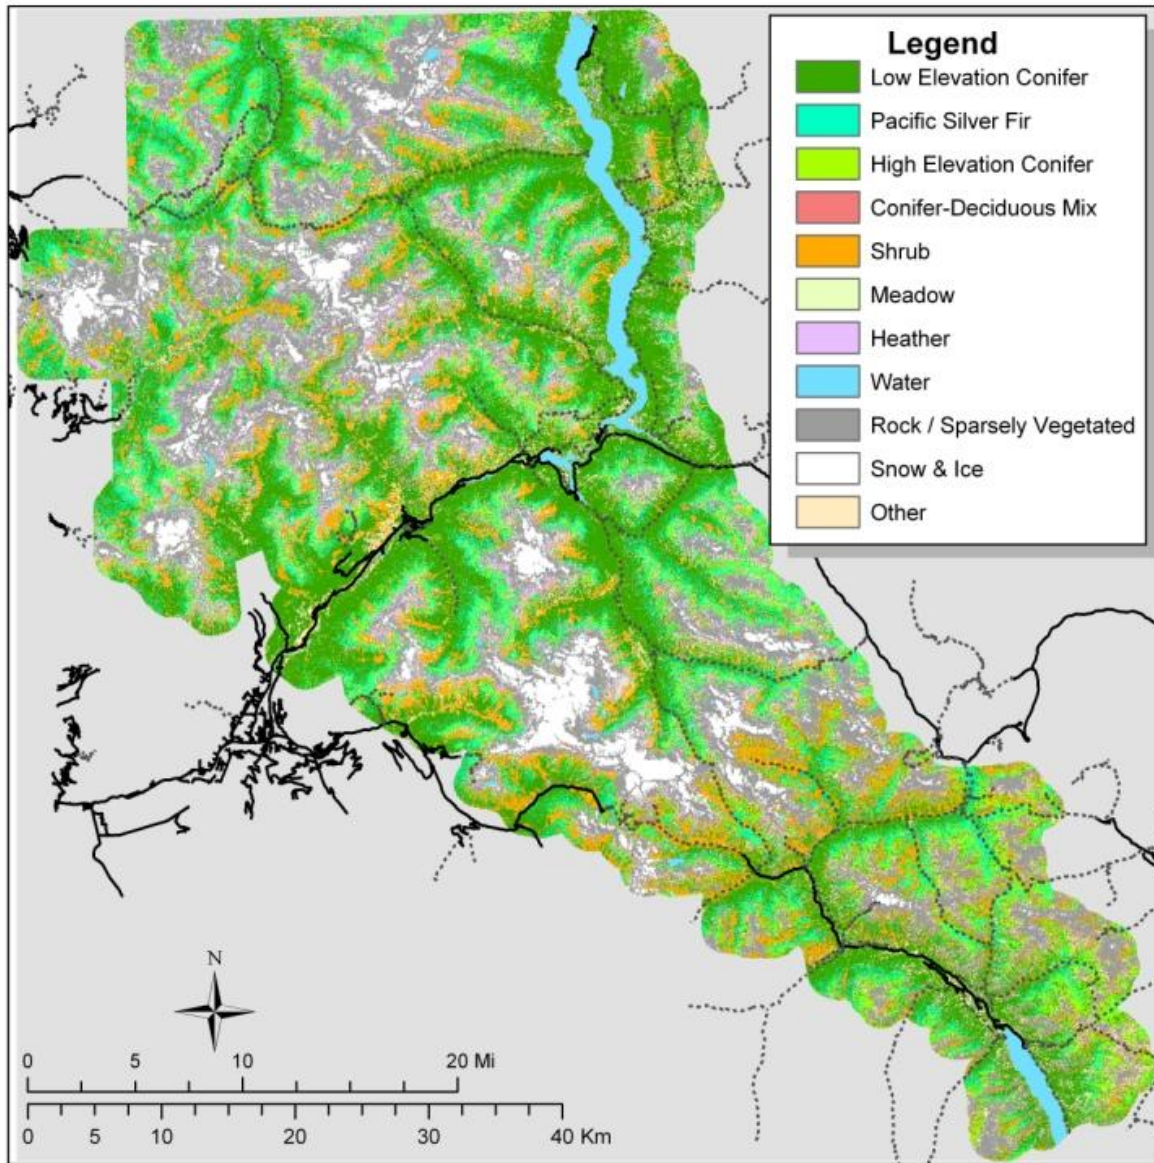 Legend
Low Elevation Conifer
Pacific Silver Fir
High Elevation Conifer
Conifer-Deciduous Mix
Shrub
Meadow
Heather
Water
Rock / Sparsely Vegetated
Snow & Ice
Other
N
0 5 10 20 Mi
0 5 10 20 30 40 Km